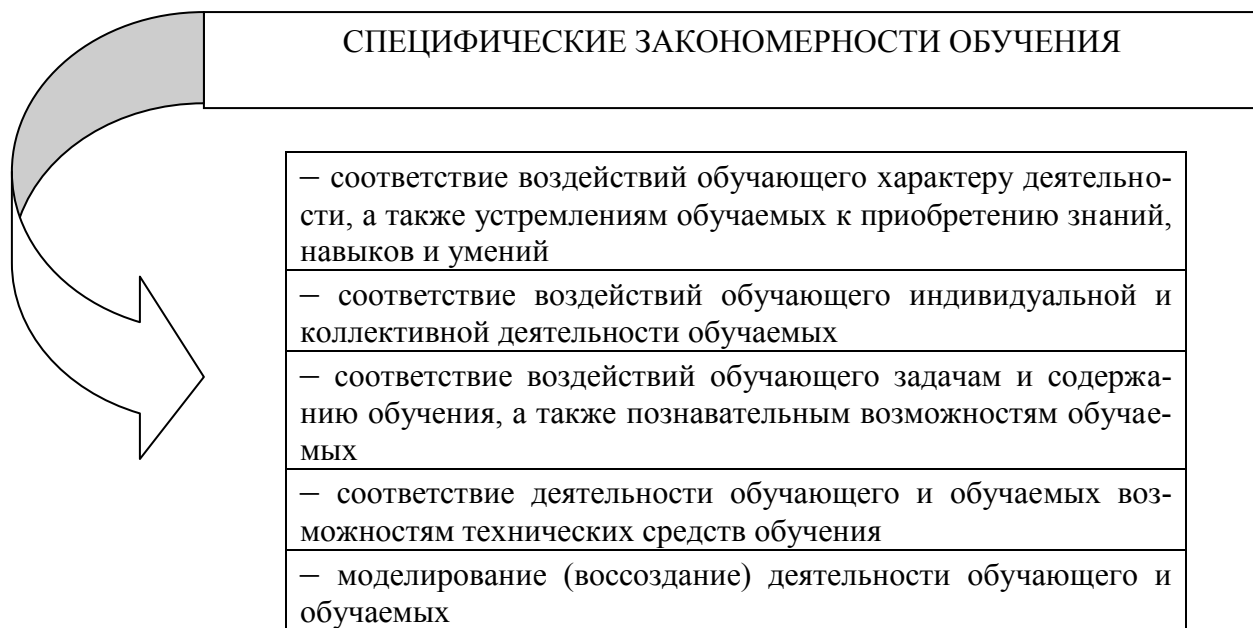 СПЕЦИФИЧЕСКИЕ ЗАКОНОМЕРНОСТИ ОБУЧЕНИЯ
– соответствие воздействий обучающего характеру деятельно-
сти, а также устремлениям обучаемых к приобретению знаний,
навыков и умений
– соответствие воздействий обучающего индивидуальной и
коллективной деятельности обучаемых
– соответствие воздействий обучающего задачам и содержа-
нию обучения, а также познавательным возможностям обучае-
мых
– соответствие деятельности обучающего и обучаемых воз-
можностям технических средств обучения
– моделирование (воссоздание) деятельности обучающего и
обучаемых